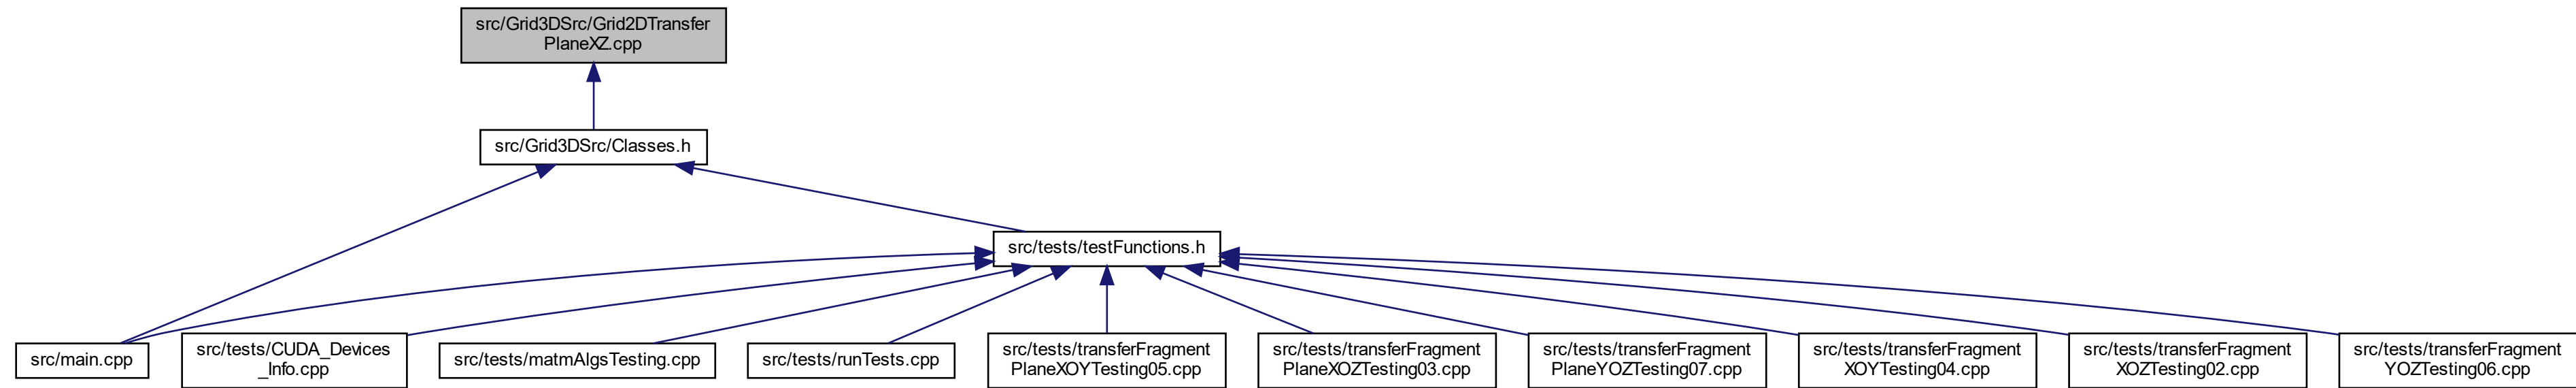 src/Grid3DSrc/Grid2DTransfer
PlaneXZ.cpp
src/Grid3DSrc/Classes.h
src/tests/testFunctions.h
src/main.cpp
src/tests/CUDA_Devices
_Info.cpp
src/tests/matmAlgsTesting.cpp
src/tests/runTests.cpp
src/tests/transferFragment
PlaneXOYTesting05.cpp
src/tests/transferFragment
PlaneXOZTesting03.cpp
src/tests/transferFragment
PlaneYOZTesting07.cpp
src/tests/transferFragment
XOYTesting04.cpp
src/tests/transferFragment
XOZTesting02.cpp
src/tests/transferFragment
YOZTesting06.cpp